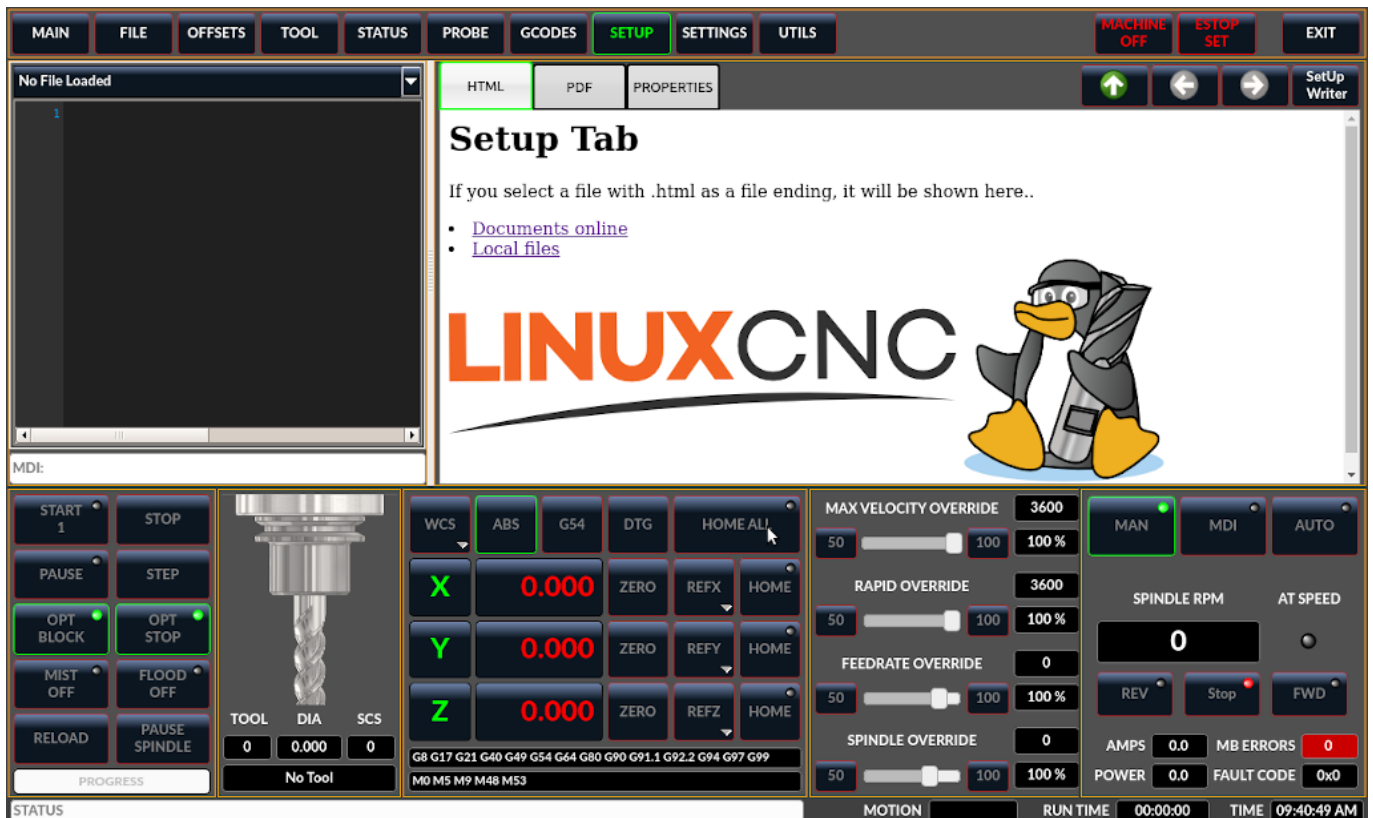 MAIN FILE OFFSETS TOOL STATUS PROBE GCODES SETUP SETTINGS UTILS MACHINE OFF ESTOP SET EXIT
No File Loaded
1
MDI:
HTML PDF PROPERTIES SetUp Writer
Setup Tab
If you select a file with .html as a file ending, it will be shown here..
• Documents online
• Local files
LINUXCNC
START 1 STOP
PAUSE STEP
OPT BLOCK OPT STOP
MIST OFF FLOOD OFF
RELOAD PAUSE SPINDLE
PROGRESS
TOOL DIA SCS
0 0.000 0
No Tool
WCS ABS G54 DTG HOME ALL
X 0.000 ZERO REFX HOME
Y 0.000 ZERO REFY HOME
Z 0.000 ZERO REFZ HOME
G8 G17 G21 G40 G49 G54 G64 G80 G90 G91.1 G92.2 G94 G97 G99
M0 M5 M9 M48 M53
MAX VELOCITY OVERRIDE 3600
50 100 100 %
RAPID OVERRIDE 3600
50 100 100 %
FEEDRATE OVERRIDE 0
50 100 100 %
SPINDLE OVERRIDE 0
50 100 100 %
MAN MDI AUTO
SPINDLE RPM AT SPEED
0
REV Stop FWD
AMPS 0.0 MB ERRORS 0
POWER 0.0 FAULT CODE 0x0
STATUS MOTION RUN TIME 00:00:00 TIME 09:40:49 AM